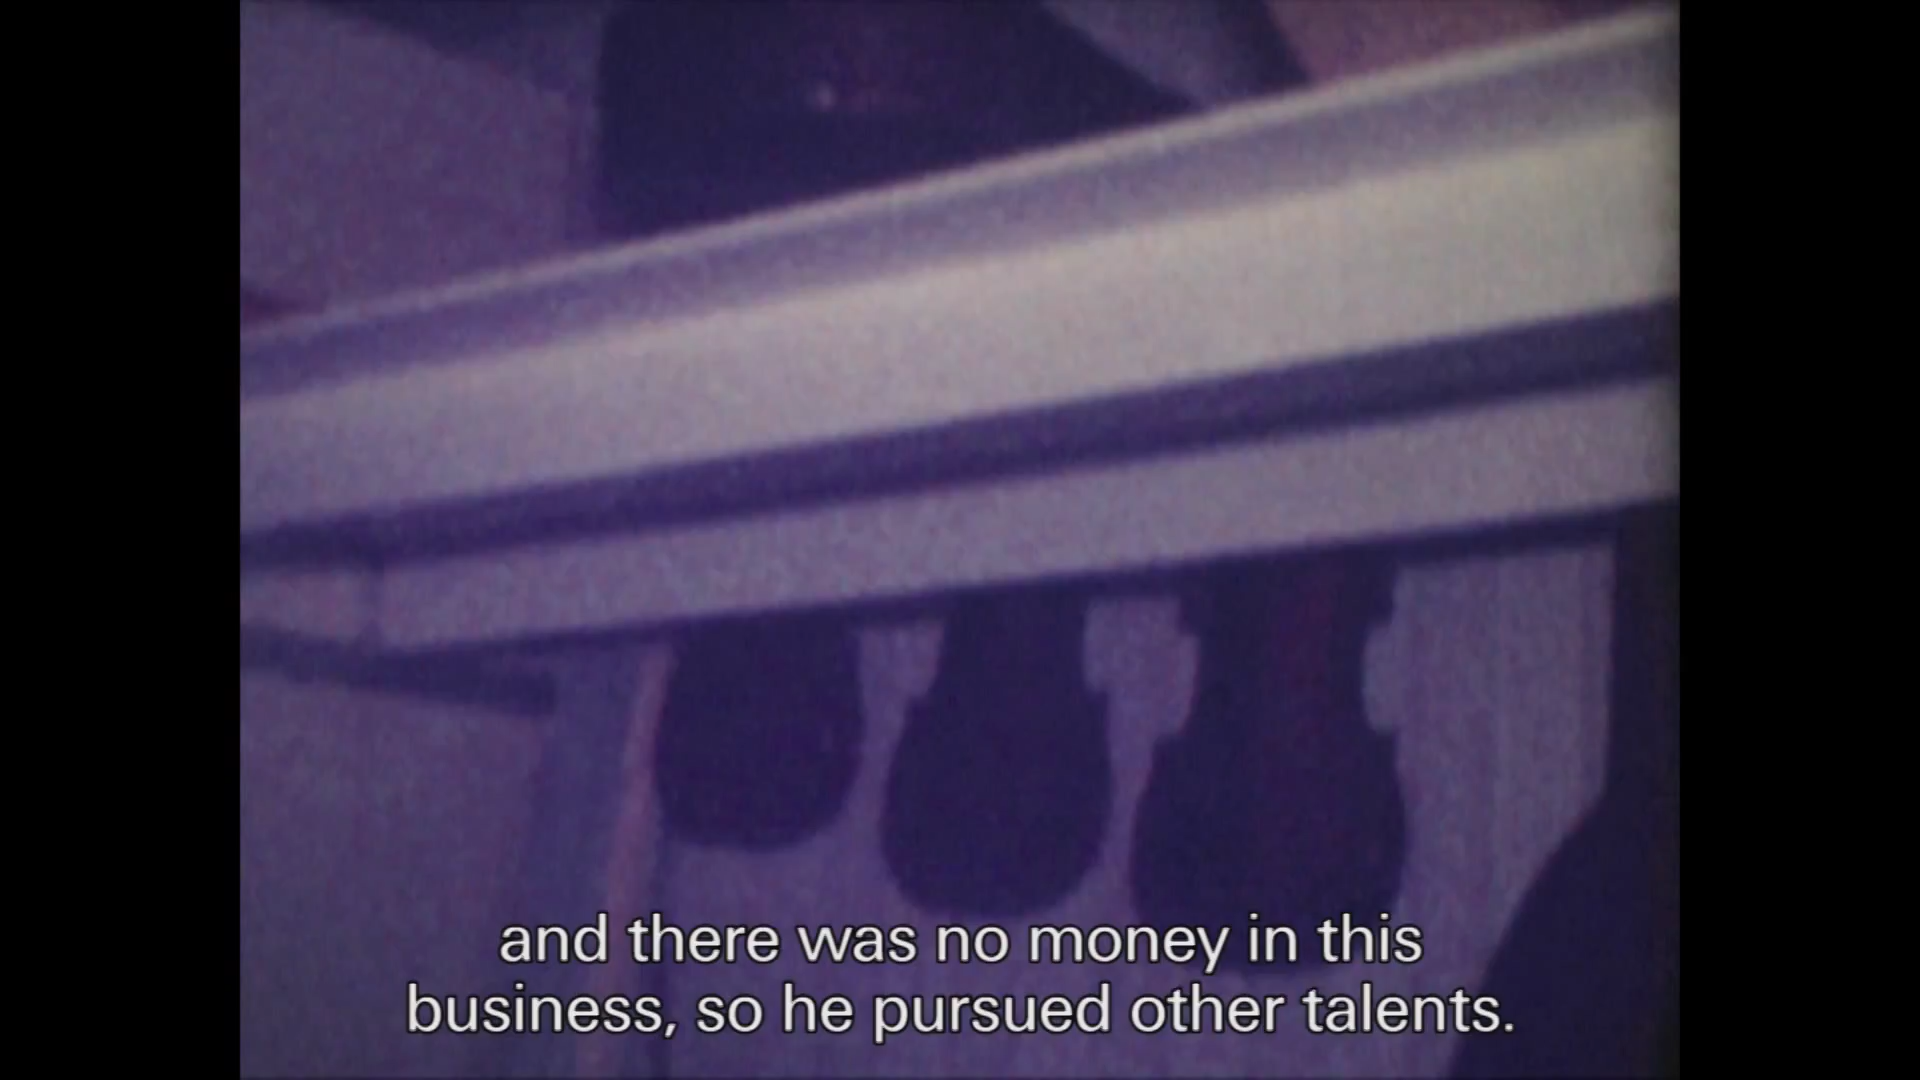 and there was no money in this
business, so he pursued other talents.